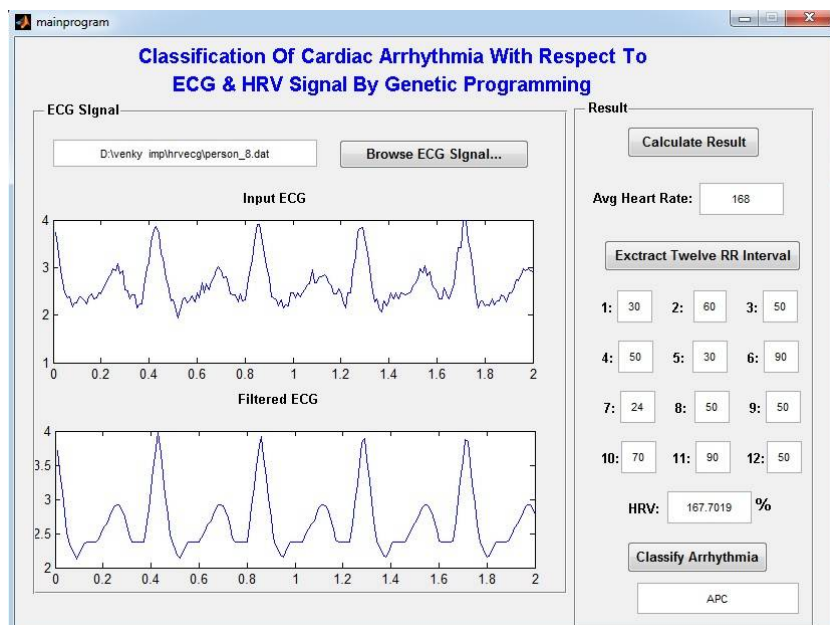 mainprogram
Classification Of Cardiac Arrhythmia With Respect To
ECG & HRV Signal By Genetic Programming
ECG SIgnal
D:\venky imp\hrvecg\person_8.dat
Browse ECG SIgnal...
Input ECG
4
3
2
1
0 0.2 0.4 0.6 0.8 1 1.2 1.4 1.6 1.8 2
Filtered ECG
4
3.5
3
2.5
2
0 0.2 0.4 0.6 0.8 1 1.2 1.4 1.6 1.8 2
Result
Calculate Result
Avg Heart Rate: 168
Exctract Twelve RR Interval
1: 30 2: 60 3: 50
4: 50 5: 30 6: 90
7: 24 8: 50 9: 50
10: 70 11: 90 12: 50
HRV: 167.7019 %
Classify Arrhythmia
APC